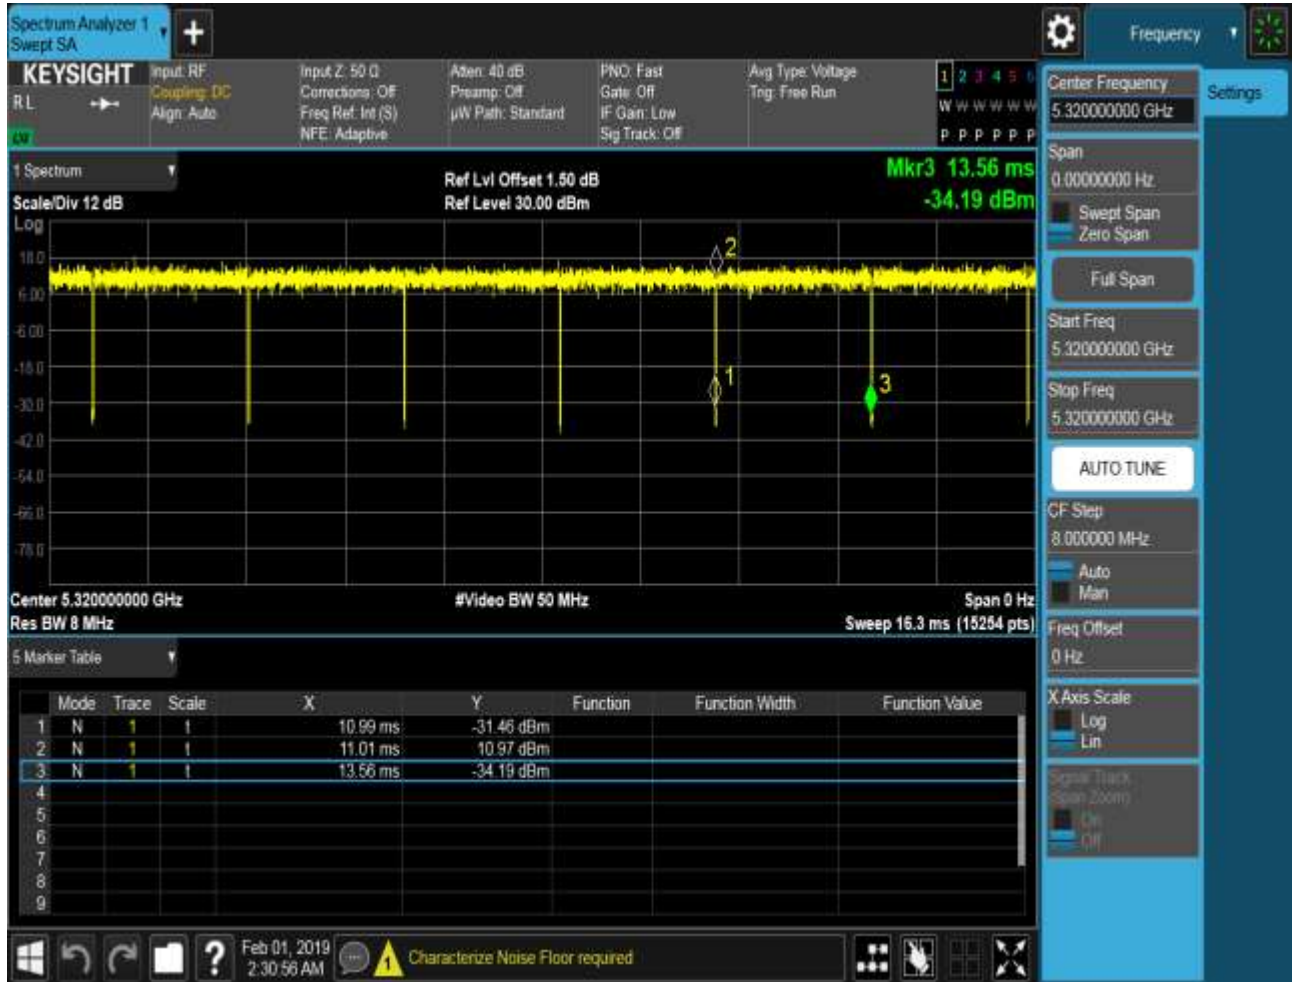 Spectrum Analyzer 1
Swept SA
+
Frequency
KEYSIGHT
RL
Input: RF
Coupling: DC
Align: Auto
Input Z: 50 Ω
Corrections: Off
Freq Ref: Int (S)
NFE: Adaptive
Atten: 40 dB
Preamp: Off
µW Path: Standard
PNO: Fast
Gate: Off
IF Gain: Low
Sig Track: Off
Avg Type: Voltage
Trig: Free Run
1 2 3 4 5 6
W W W W W W
P P P P P P
1 Spectrum
Scale/Div 12 dB
Log
Ref Lvl Offset 1.50 dB
Ref Level 30.00 dBm
Mkr3 13.56 ms
-34.19 dBm
18.0
6.00
-6.00
-18.0
-30.0
-42.0
-54.0
-66.0
-78.0
2
1
3
Center 5.320000000 GHz
Res BW 8 MHz
#Video BW 50 MHz
Span 0 Hz
Sweep 16.3 ms (15254 pts)
5 Marker Table
Mode Trace Scale X Y Function Function Width Function Value
1 N 1 t 10.99 ms -31.46 dBm
2 N 1 t 11.01 ms 10.97 dBm
3 N 1 t 13.56 ms -34.19 dBm
4
5
6
7
8
9
Feb 01, 2019
2:30:56 AM
1
Characterize Noise Floor required
Center Frequency
5.320000000 GHz
Settings
Span
0.00000000 Hz
Swept Span
Zero Span
Full Span
Start Freq
5.320000000 GHz
Stop Freq
5.320000000 GHz
AUTO TUNE
CF Step
8.000000 MHz
Auto
Man
Freq Offset
0 Hz
X Axis Scale
Log
Lin
Signal Track
(Span Zoom)
On
Off